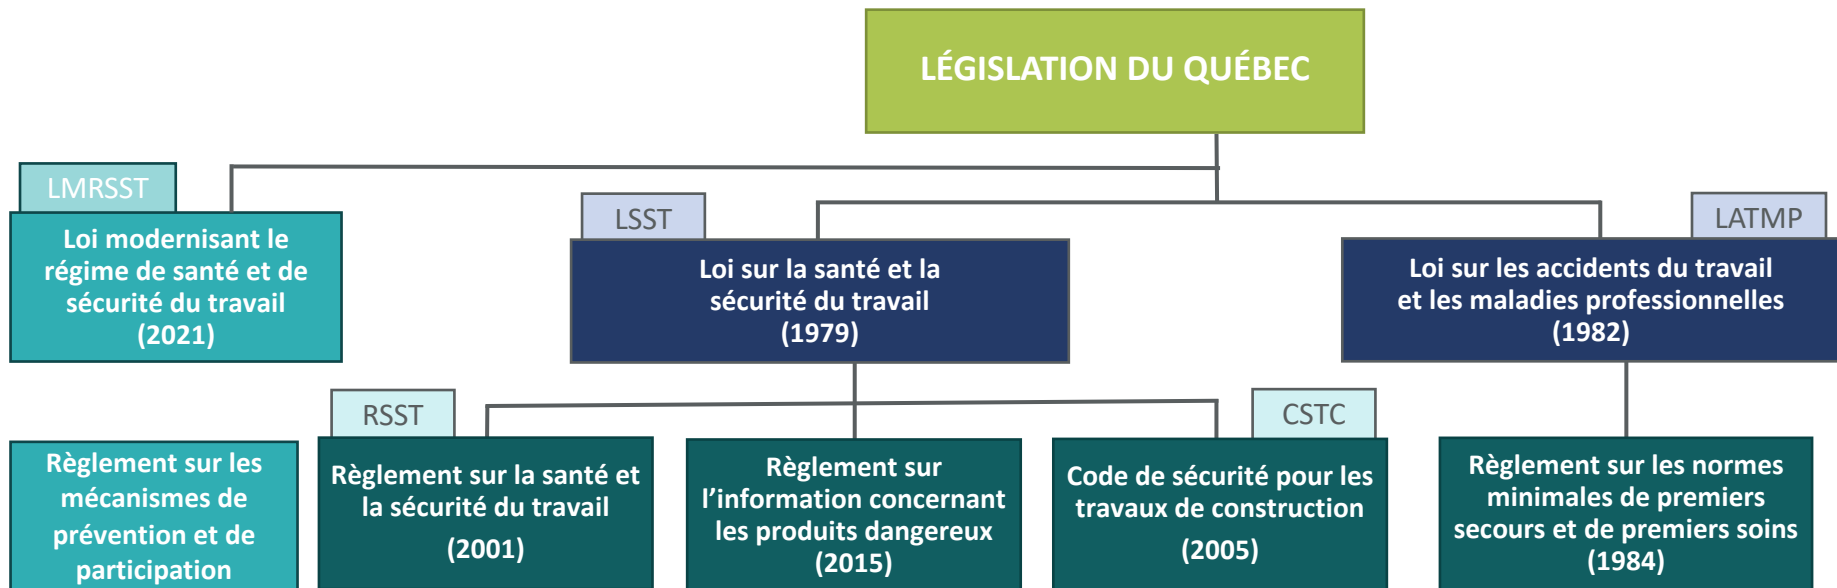 LÉGISLATION DU QUÉBEC
LMRSST
Loi modernisant le
régime de santé et de
sécurité du travail
(2021)
LSST
Loi sur la santé et la
sécurité du travail
(1979)
LATMP
Loi sur les accidents du travail
et les maladies professionnelles
(1982)
Règlement sur les
mécanismes de
prévention et de
participation
RSST
Règlement sur la santé et
la sécurité du travail
(2001)
Règlement sur
l’information concernant
les produits dangereux
(2015)
CSTC
Code de sécurité pour les
travaux de construction
(2005)
Règlement sur les normes
minimales de premiers
secours et de premiers soins
(1984)